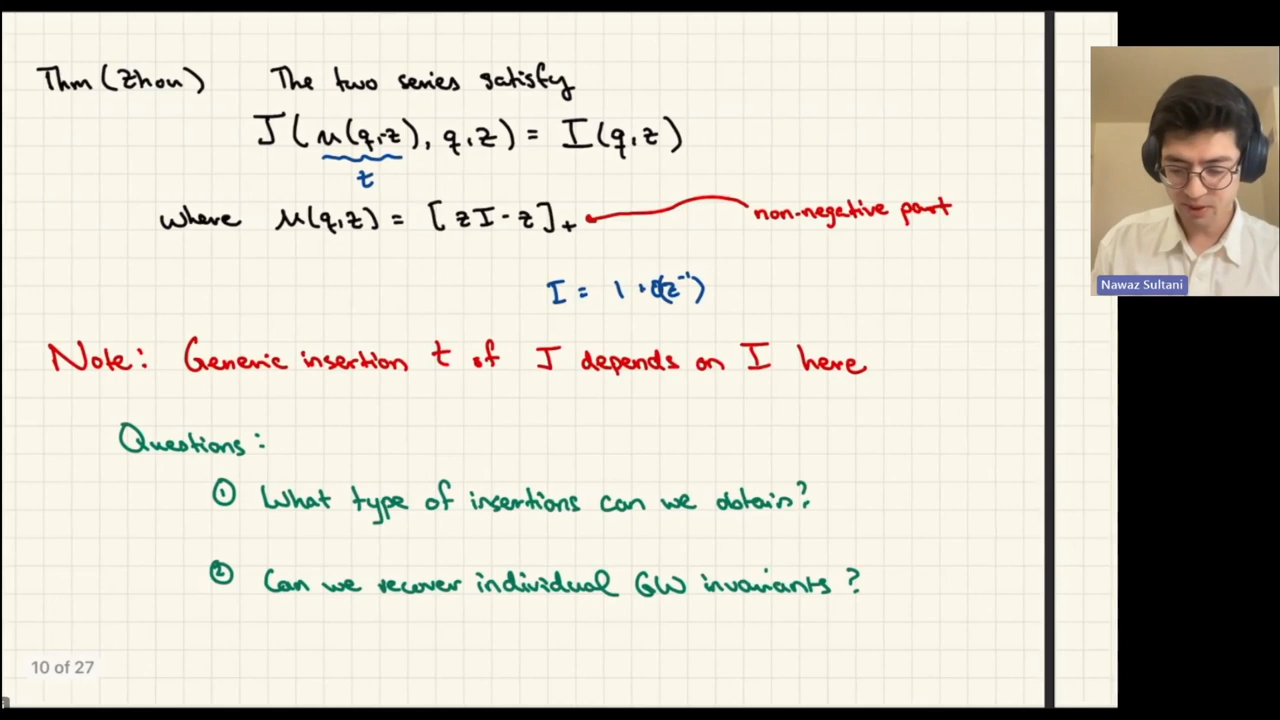 Thm (Zhou) The two series satisfy
J(μ(q,z), q,z) = I(q,z)
t
where μ(q,z) = [zI-z]₊
non-negative part
I = 1 + O(z⁻¹)
Note: Generic insertion t of J depends on I here
Questions:
① What type of insertions can we obtain?
② Can we recover individual GW invariants?
10 of 27
Nawaz Sultani